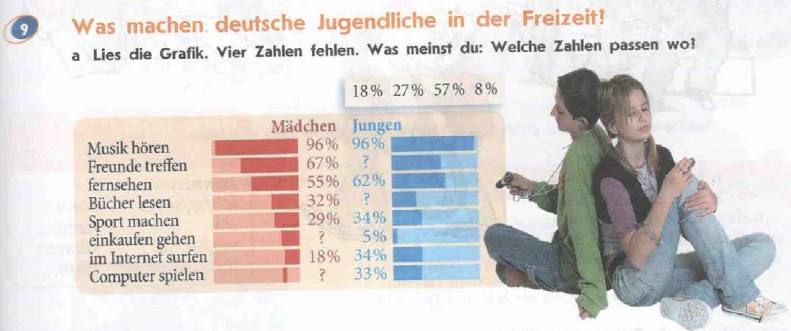 9 Was machen deutsche Jugendliche in der Freizeit?
a Lies die Grafik. Vier Zahlen fehlen. Was meinst du: Welche Zahlen passen wo?
18% 27% 57% 8%
Mädchen Jungen
Musik hören 96% 96%
Freunde treffen 67% ?
fernsehen 55% 62%
Bücher lesen 32% ?
Sport machen 29% 34%
einkaufen gehen ? 5%
im Internet surfen 18% 34%
Computer spielen ? 33%